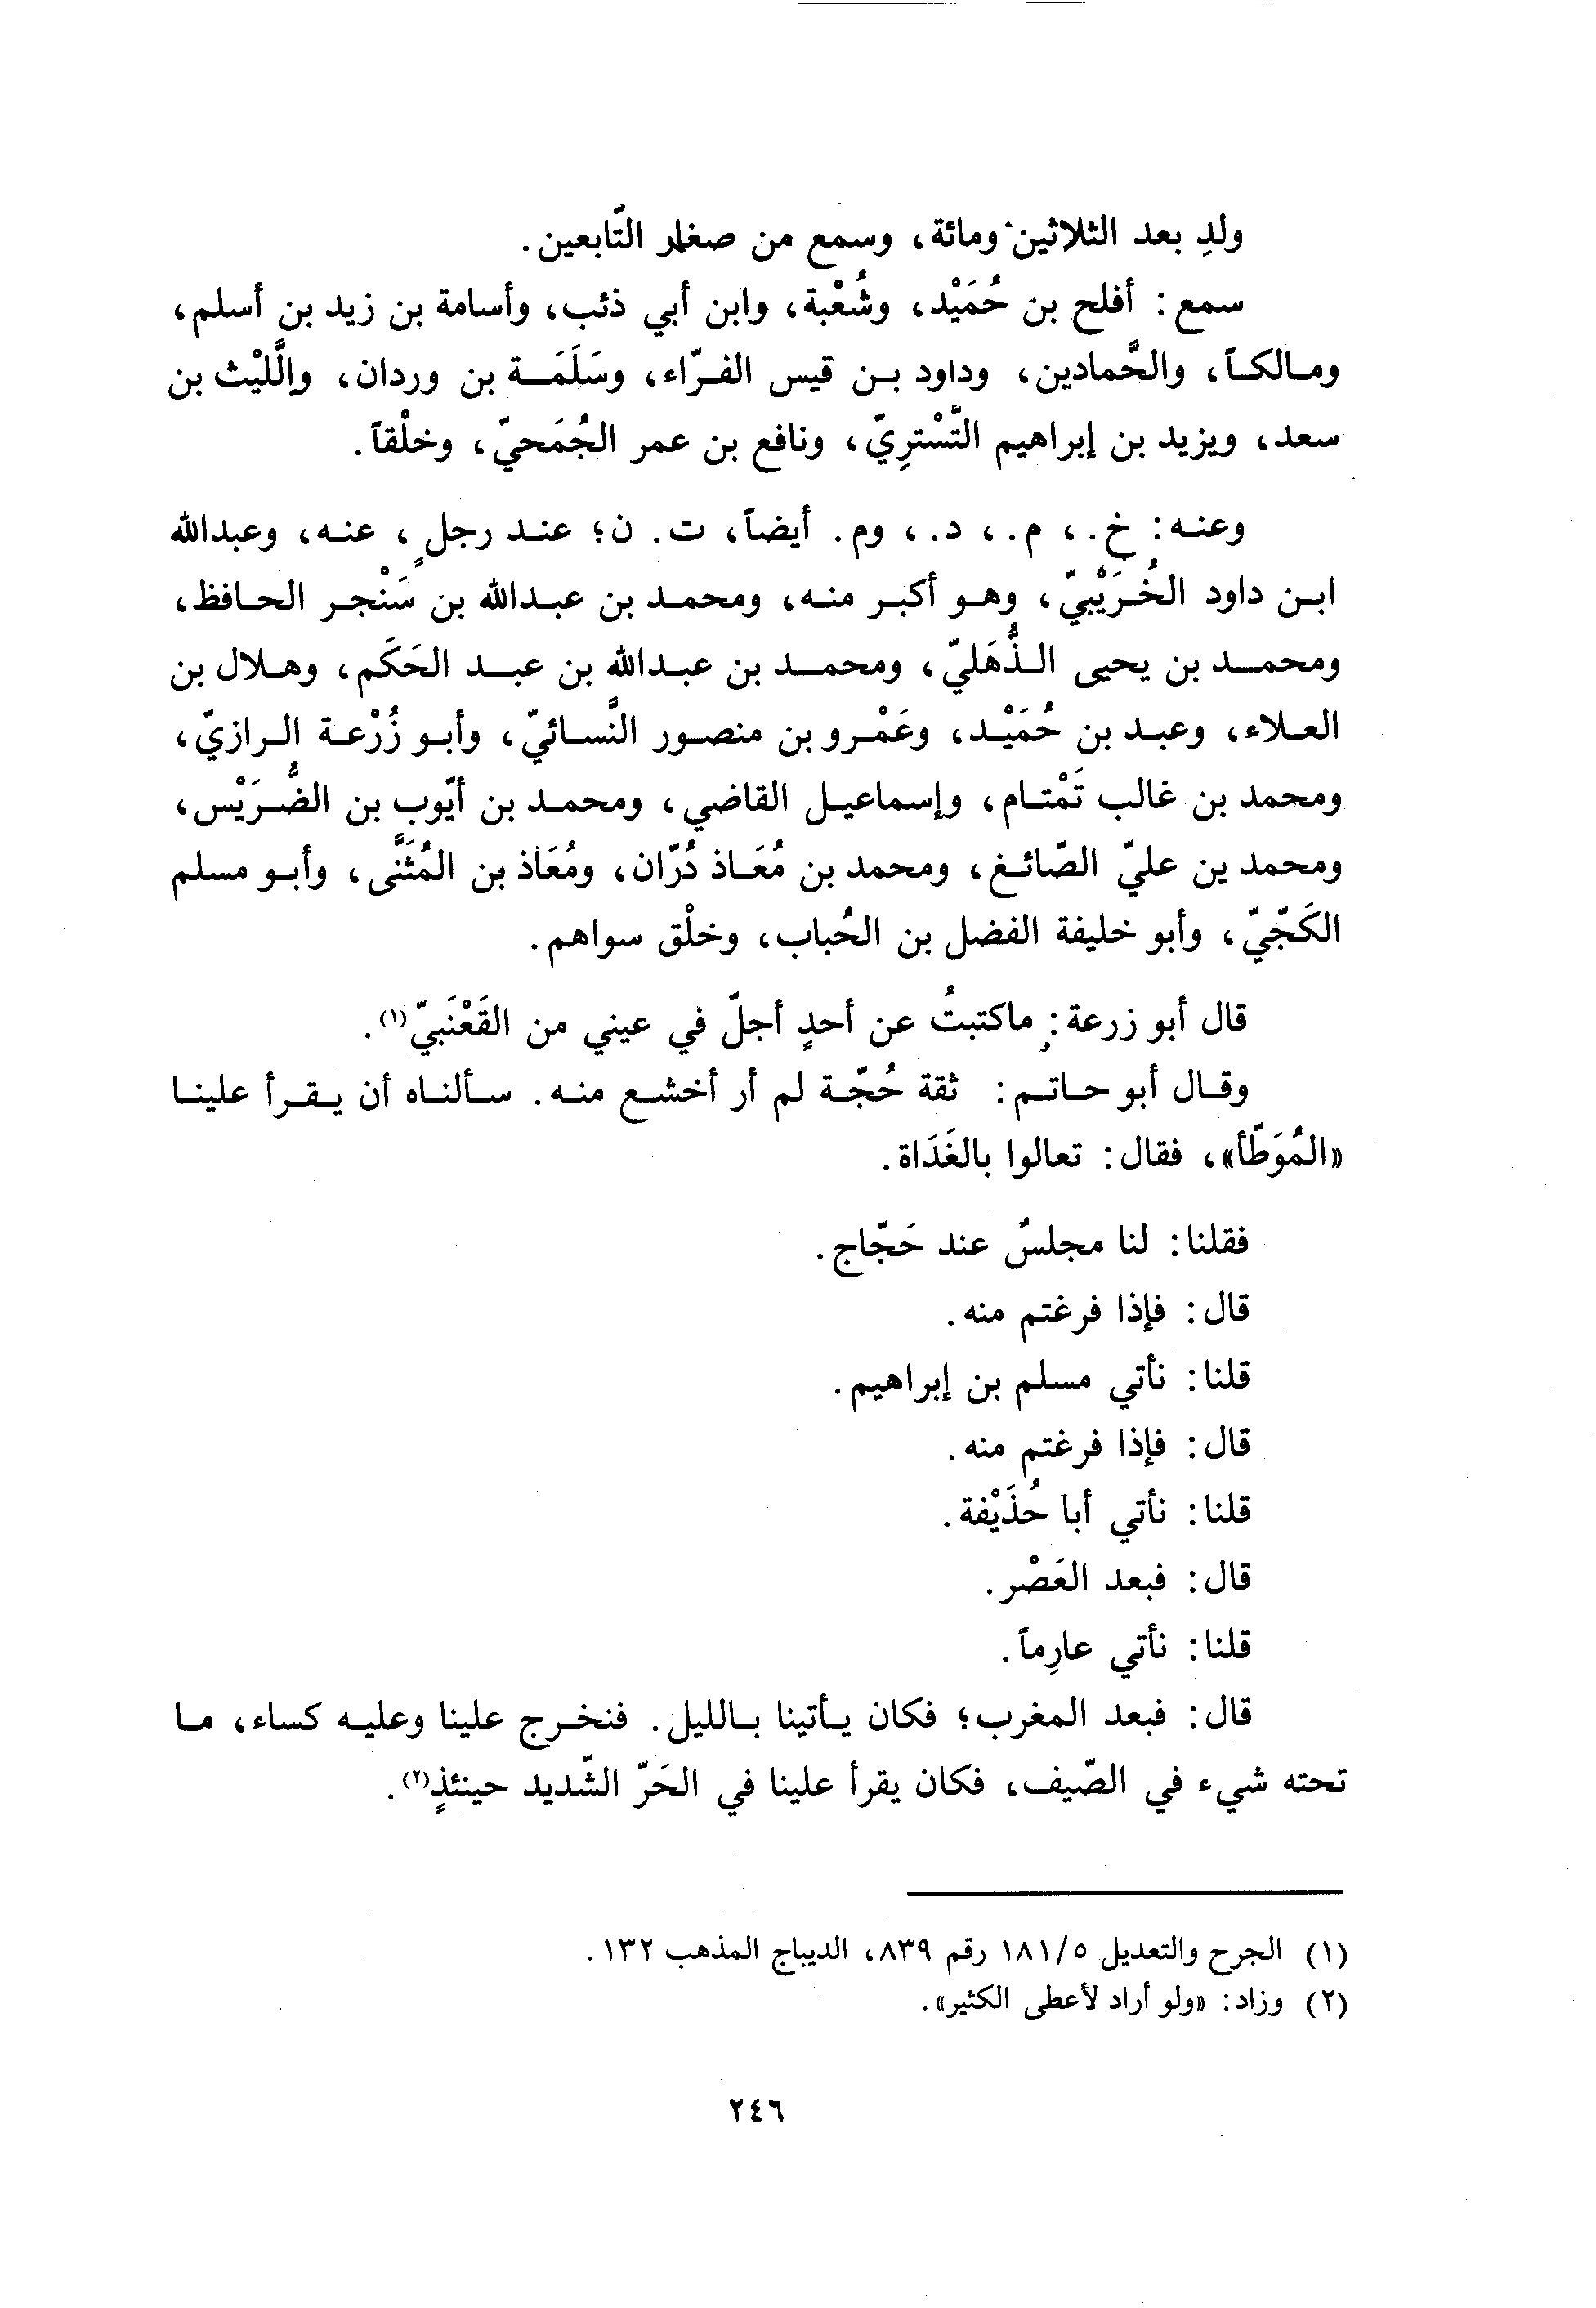 ولدِ بعد الثلاثين ومائة، وسمع من صغار التّابعين.
سمع: أفلح بن حُمَيْد، وشُعْبة، وابن أبي ذئب، وأسامة بن زيد بن أسلم،
ومالكاً، والحَّمادين، وداود بن قيس الفرّاء، وسَلَمَة بن وردان، واللَّيْث بن
سعد، ويزيد بن إبراهيم التَّسْترِيّ، ونافع بن عمر الجُمَحيّ، وخلْقاً.
وعنه: خ.، م.، د.، وم. أيضاً، ت. ن؛ عند رجلٍ، عنه، وعبدالله
ابن داود الخُرَيْبيّ، وهو أكبر منه، ومحمد بن عبدالله بن سَنْجر الحافظ،
ومحمد بن يحيى الذُّهَليّ، ومحمد بن عبدالله بن عبد الحَكَم، وهلال بن
العلاء، وعبد بن حُمَيْد، وعَمْرو بن منصور النَّسائيّ، وأبو زُرْعة الرازيّ،
ومحمد بن غالب تَمْتام، وإسماعيل القاضي، ومحمد بن أيّوب بن الضُّرَيْس،
ومحمد ين عليّ الصّائغ، ومحمد بن مُعَاذ دُرّان، ومُعَاذ بن المُثَنَّى، وأبو مسلم
الكَجّيّ، وأبو خليفة الفضل بن الحُباب، وخلْق سواهم.
قال أبو زرعة: ماكتبتُ عن أحدٍ أجلّ في عيني من القَعْنَبيّ(١).
وقال أبو حاتم: ثقة حُجّة لم أر أخشع منه. سألناه أن يقرأ علينا
«المُوَطّأ»، فقال: تعالوا بالغَدَاة.
فقلنا: لنا مجلسٌ عند حَجّاج.
قال: فإذا فرغتم منه.
قلنا: نأتي مسلم بن إبراهيم.
قال: فإذا فرغتم منه.
قلنا: نأتي أبا حُذَيْفة.
قال: فبعد العَصْر.
قلنا: نأتي عارِماً.
قال: فبعد المغرب؛ فكان يأتينا بالليل. فنخرج علينا وعليه كساء، ما
تحته شيء في الصّيف، فكان يقرأ علينا في الحَرّ الشّديد حينئذٍ(٢).
(١) الجرح والتعديل ١٨١/٥ رقم ٨٣٩، الديباج المذهب ١٣٢.
(٢) وزاد: «ولو أراد لأعطى الكثير».
٢٤٦